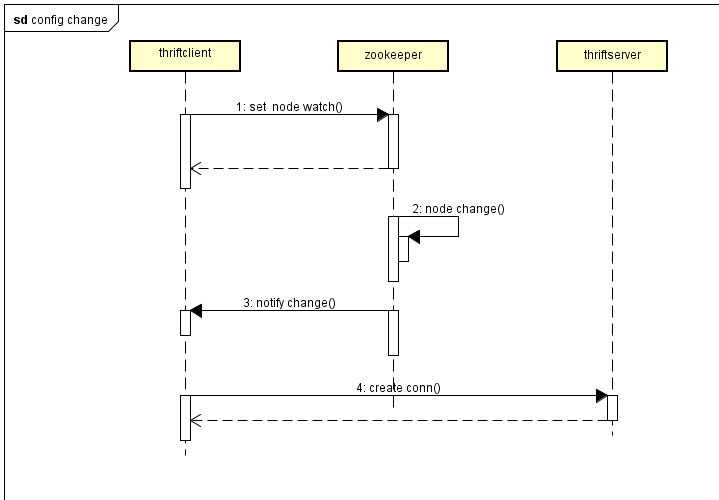 sd config change
thriftclient
zookeeper
thriftserver
1: set node watch()
2: node change()
3: notify change()
4: create conn()